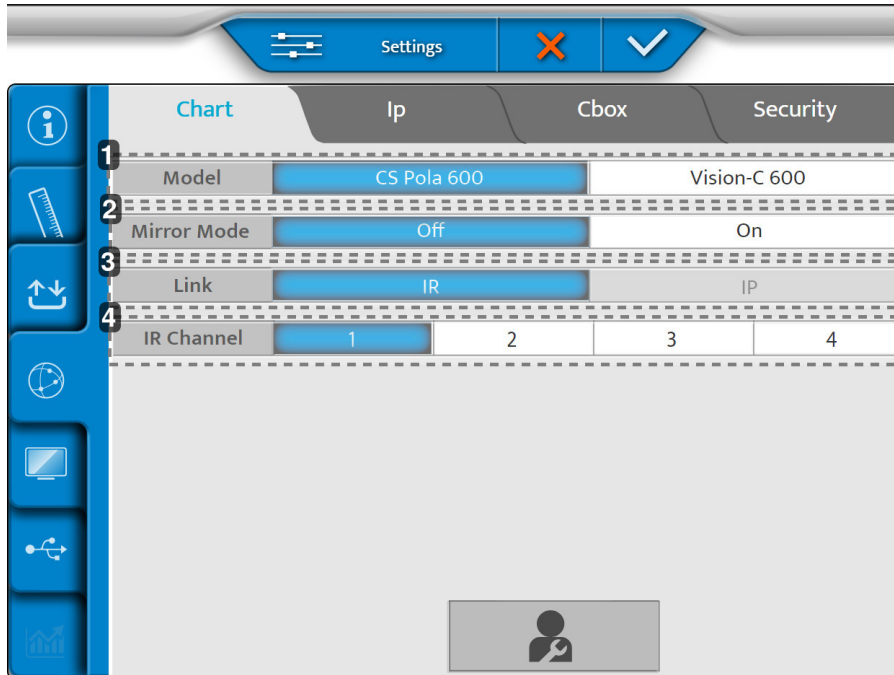 Settings
Chart Ip Cbox Security
1
Model CS Pola 600 Vision-C 600
2
Mirror Mode Off On
3
Link IR IP
4
IR Channel 1 2 3 4